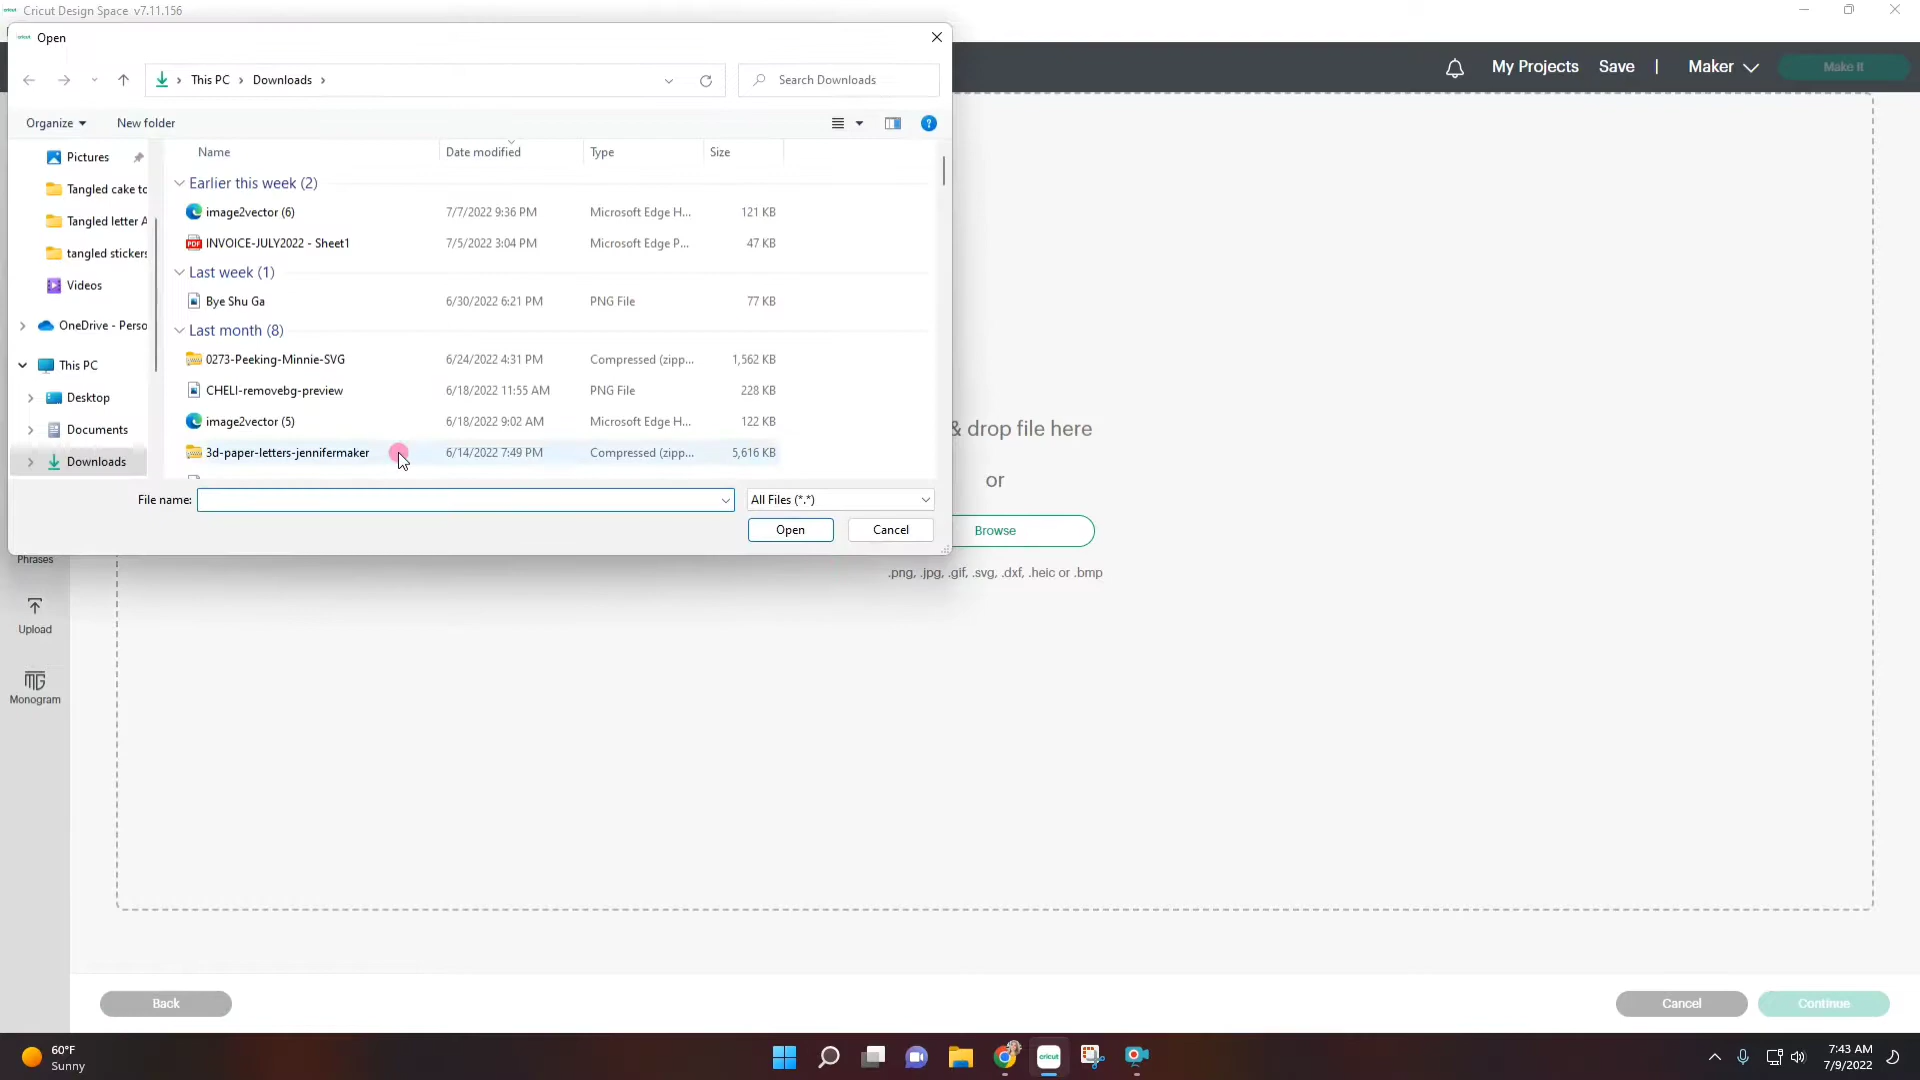 cricut Cricut Design Space v7.11.156
cricut Open
This PC > Downloads >
Search Downloads
My Projects Save | Maker
Make It
Organize
New folder
?
Name Date modified Type Size
Pictures
Tangled cake to
Tangled letter A
tangled stickers
Videos
OneDrive - Perso
This PC
Desktop
Documents
Downloads
Earlier this week (2)
image2vector (6) 7/7/2022 9:36 PM Microsoft Edge H... 121 KB
PDF INVOICE-JULY2022 - Sheet1 7/5/2022 3:04 PM Microsoft Edge P... 47 KB
Last week (1)
Bye Shu Ga 6/30/2022 6:21 PM PNG File 77 KB
Last month (8)
0273-Peeking-Minnie-SVG 6/24/2022 4:31 PM Compressed (zipp... 1,562 KB
CHELI-removebg-preview 6/18/2022 11:55 AM PNG File 228 KB
image2vector (5) 6/18/2022 9:02 AM Microsoft Edge H... 122 KB
3d-paper-letters-jennifermaker 6/14/2022 7:49 PM Compressed (zipp... 5,616 KB
File name:
All Files (*.*)
Open Cancel
& drop file here
or
Browse
.png, .jpg, .gif, .svg, .dxf, .heic or .bmp
Phrases
Upload
MG
Monogram
Back
Cancel
Continue
60°F
Sunny
cricut
7:43 AM
7/9/2022